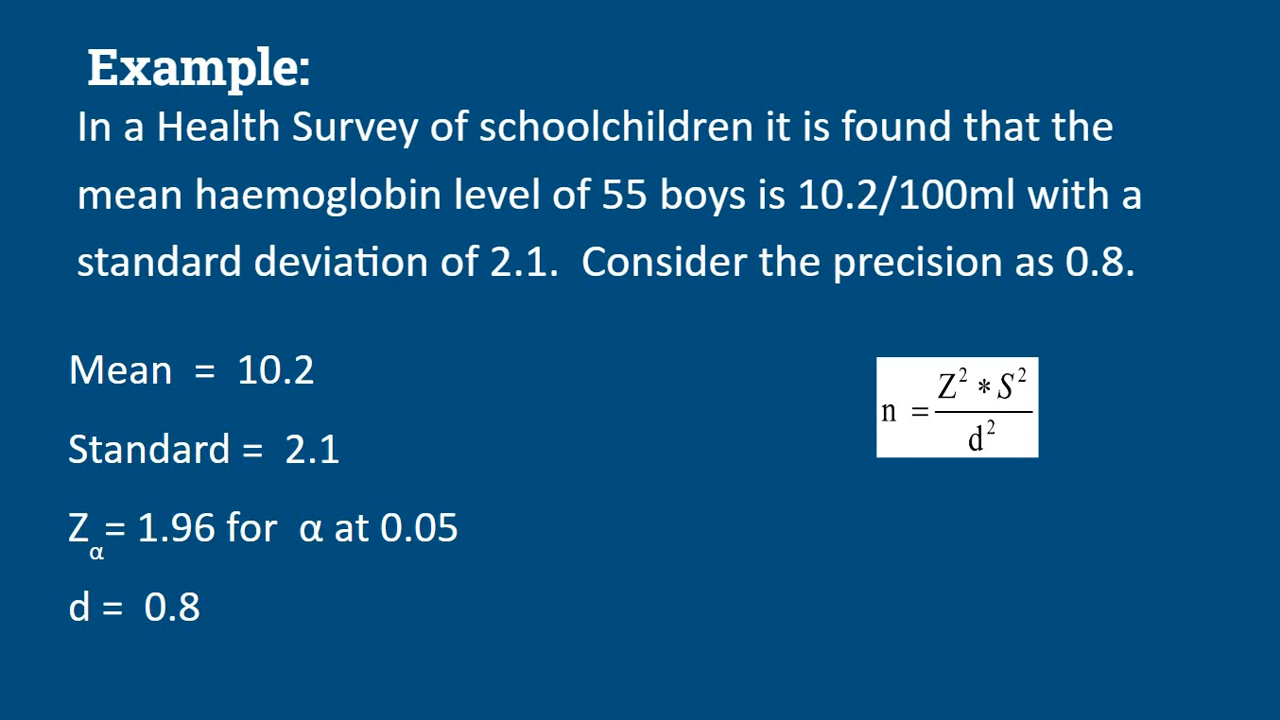 Example:
In a Health Survey of schoolchildren it is found that the
mean haemoglobin level of 55 boys is 10.2/100ml with a
standard deviation of 2.1.  Consider the precision as 0.8.
Mean  =  10.2
n = Z² * S² / d²
Standard =  2.1
Zα= 1.96 for  α at 0.05
d =  0.8